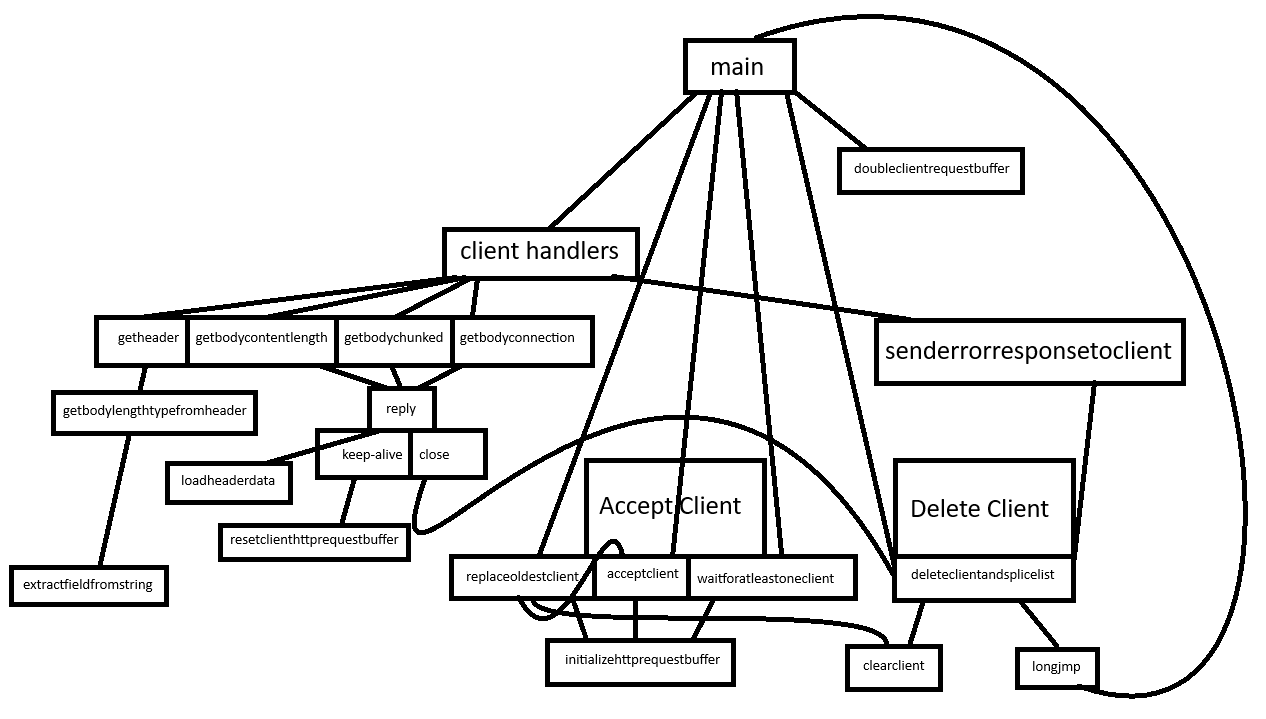 main
doubleclientrequestbuffer
client handlers
getheader
getbodycontentlength
getbodychunked
getbodyconnection
senderrorresponsetoclient
getbodylengthtypefromheader
reply
keep-alive
close
loadheaderdata
Accept Client
Delete Client
resetclienthttprequestbuffer
replaceoldestclient
acceptclient
waitforatleastoneclient
deleteclientandsplicelist
extractfieldfromstring
initializehttprequestbuffer
clearclient
longjmp